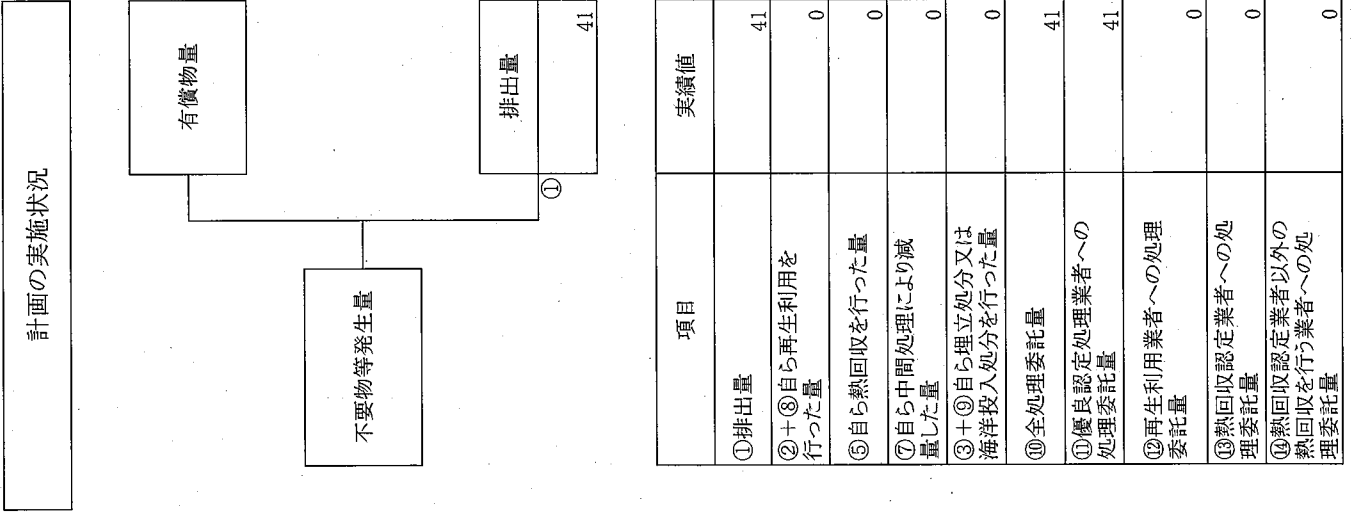 計画の実施状況
有償物量
不要物等発生量
排出量
①
41
項目
実績値
①排出量
41
②+⑧自ら再生利用を
行った量
0
⑤自ら熱回収を行った量
0
⑦自ら中間処理により減
量した量
0
③+⑨自ら埋立処分又は
海洋投入処分を行った量
0
⑩全処理委託量
41
⑪優良認定処理業者への
処理委託量
41
⑫再生利用業者への処理
委託量
0
⑬熱回収認定業者への処
理委託量
0
⑭熱回収認定業者以外の
熱回収を行う業者への処
理委託量
0